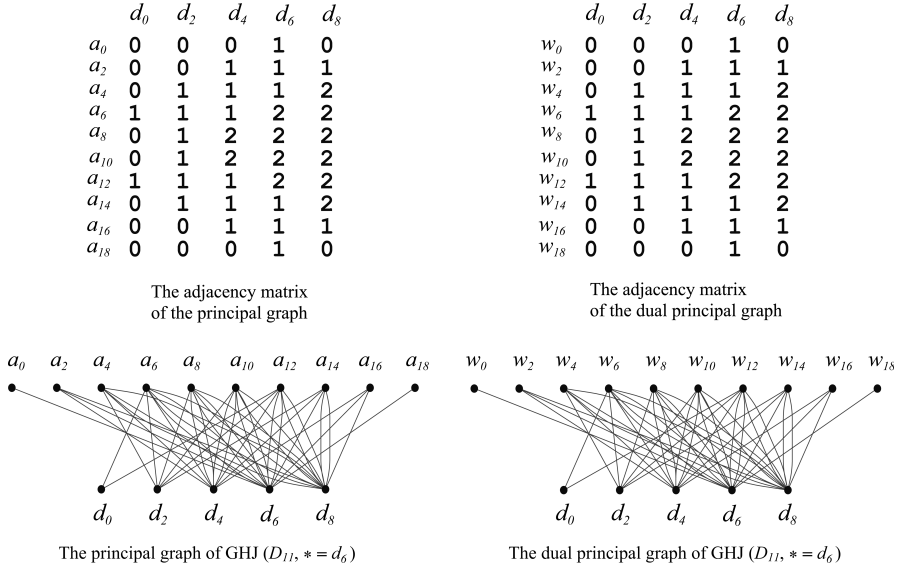 d0 d2 d4 d6 d8
a0 0 0 0 1 0
a2 0 0 1 1 1
a4 0 1 1 1 2
a6 1 1 1 2 2
a8 0 1 2 2 2
a10 0 1 2 2 2
a12 1 1 1 2 2
a14 0 1 1 1 2
a16 0 0 1 1 1
a18 0 0 0 1 0
The adjacency matrix
of the principal graph
d0 d2 d4 d6 d8
w0 0 0 0 1 0
w2 0 0 1 1 1
w4 0 1 1 1 2
w6 1 1 1 2 2
w8 0 1 2 2 2
w10 0 1 2 2 2
w12 1 1 1 2 2
w14 0 1 1 1 2
w16 0 0 1 1 1
w18 0 0 0 1 0
The adjacency matrix
of the dual principal graph
a0 a2 a4 a6 a8 a10 a12 a14 a16 a18
d0 d2 d4 d6 d8
The principal graph of GHJ (D11, * = d6)
w0 w2 w4 w6 w8 w10 w12 w14 w16 w18
d0 d2 d4 d6 d8
The dual principal graph of GHJ (D11, * = d6)